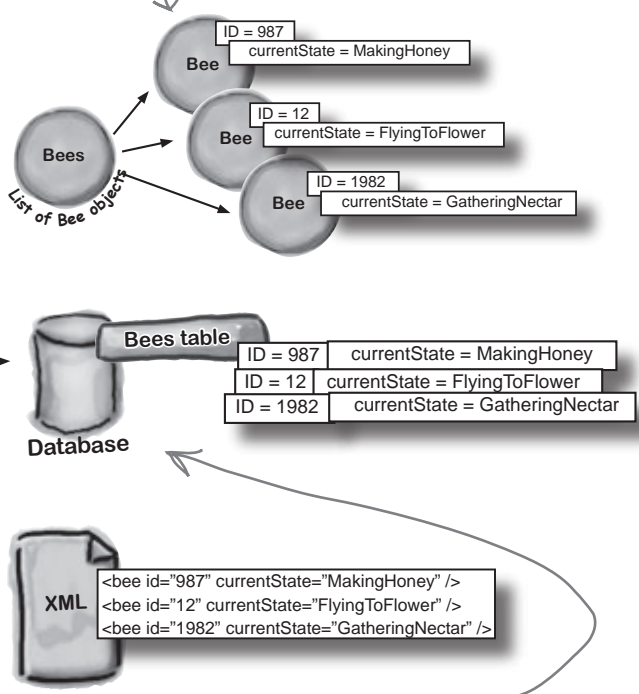 ID = 987
currentState = MakingHoney
Bee
ID = 12
currentState = FlyingToFlower
Bee
Bees
ID = 1982
currentState = GatheringNectar
Bee
List of Bee objects
Bees table
ID = 987 currentState = MakingHoney
ID = 12 currentState = FlyingToFlower
ID = 1982 currentState = GatheringNectar
Database
XML
<bee id=”987” currentState=”MakingHoney” />
<bee id=”12” currentState=”FlyingToFlower” />
<bee id=”1982” currentState=”GatheringNectar” />